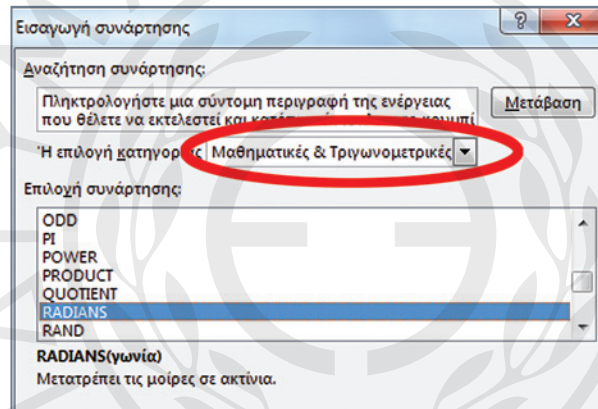 Εισαγωγή συνάρτησης
Αναζήτηση συνάρτησης:
Πληκτρολογήστε μια σύντομη περιγραφή της ενέργειας
που θέλετε να εκτελεστεί και
Μετάβαση
Ή επιλογή κατηγορίας Μαθηματικές & Τριγωνομετρικές
Επιλογή συνάρτησης:
ODD
PI
POWER
PRODUCT
QUOTIENT
RADIANS
RAND
RADIANS(γωνία)
Μετατρέπει τις μοίρες σε ακτίνια.